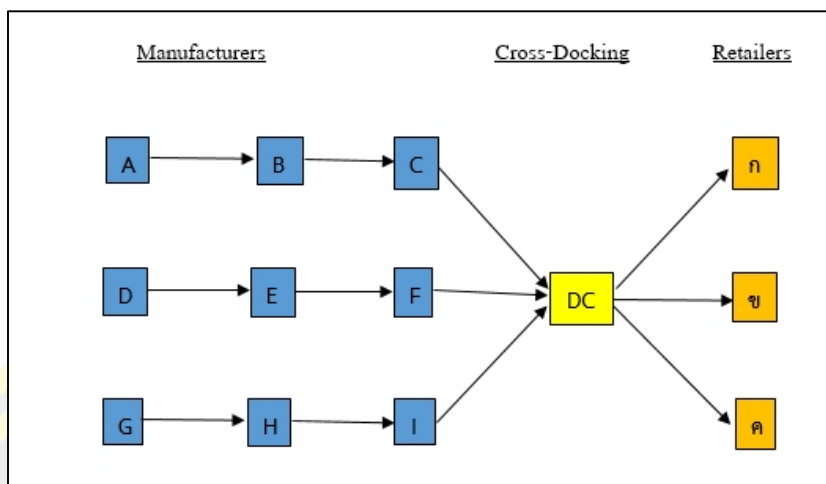 Manufacturers Cross-Docking Retailers
A B C ก
D E F DC ข
G H I ค